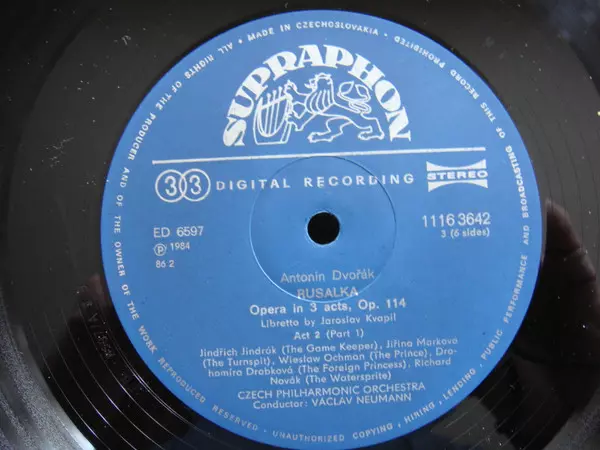 MADE IN CZECHOSLOVAKIA • ALL RIGHTS OF THE PRODUCER AND OF THE OWNER OF THE WORK REPRODUCED RESERVED • UNAUTHORIZED COPYING, HIRING, LENDING, PUBLIC PERFORMANCE AND BROADCASTING OF THIS RECORD PROHIBITED
SUPRAPHON
33 DIGITAL RECORDING STEREO
ED 6597 1116 3642
℗ 1984 3 (6 sides)
86 2
Antonín Dvořák
RUSALKA
Opera in 3 acts, Op. 114
Libretto by Jaroslav Kvapil
Act 2 (Part 1)
Jindřich Jindrák (The Game Keeper), Jiřina Marková
(The Turnspit), Wieslaw Ochman (The Prince), Dra-
homíra Drobková (The Foreign Princess), Richard
Novák (The Watersprite)
CZECH PHILHARMONIC ORCHESTRA
Conductor: VÁCLAV NEUMANN